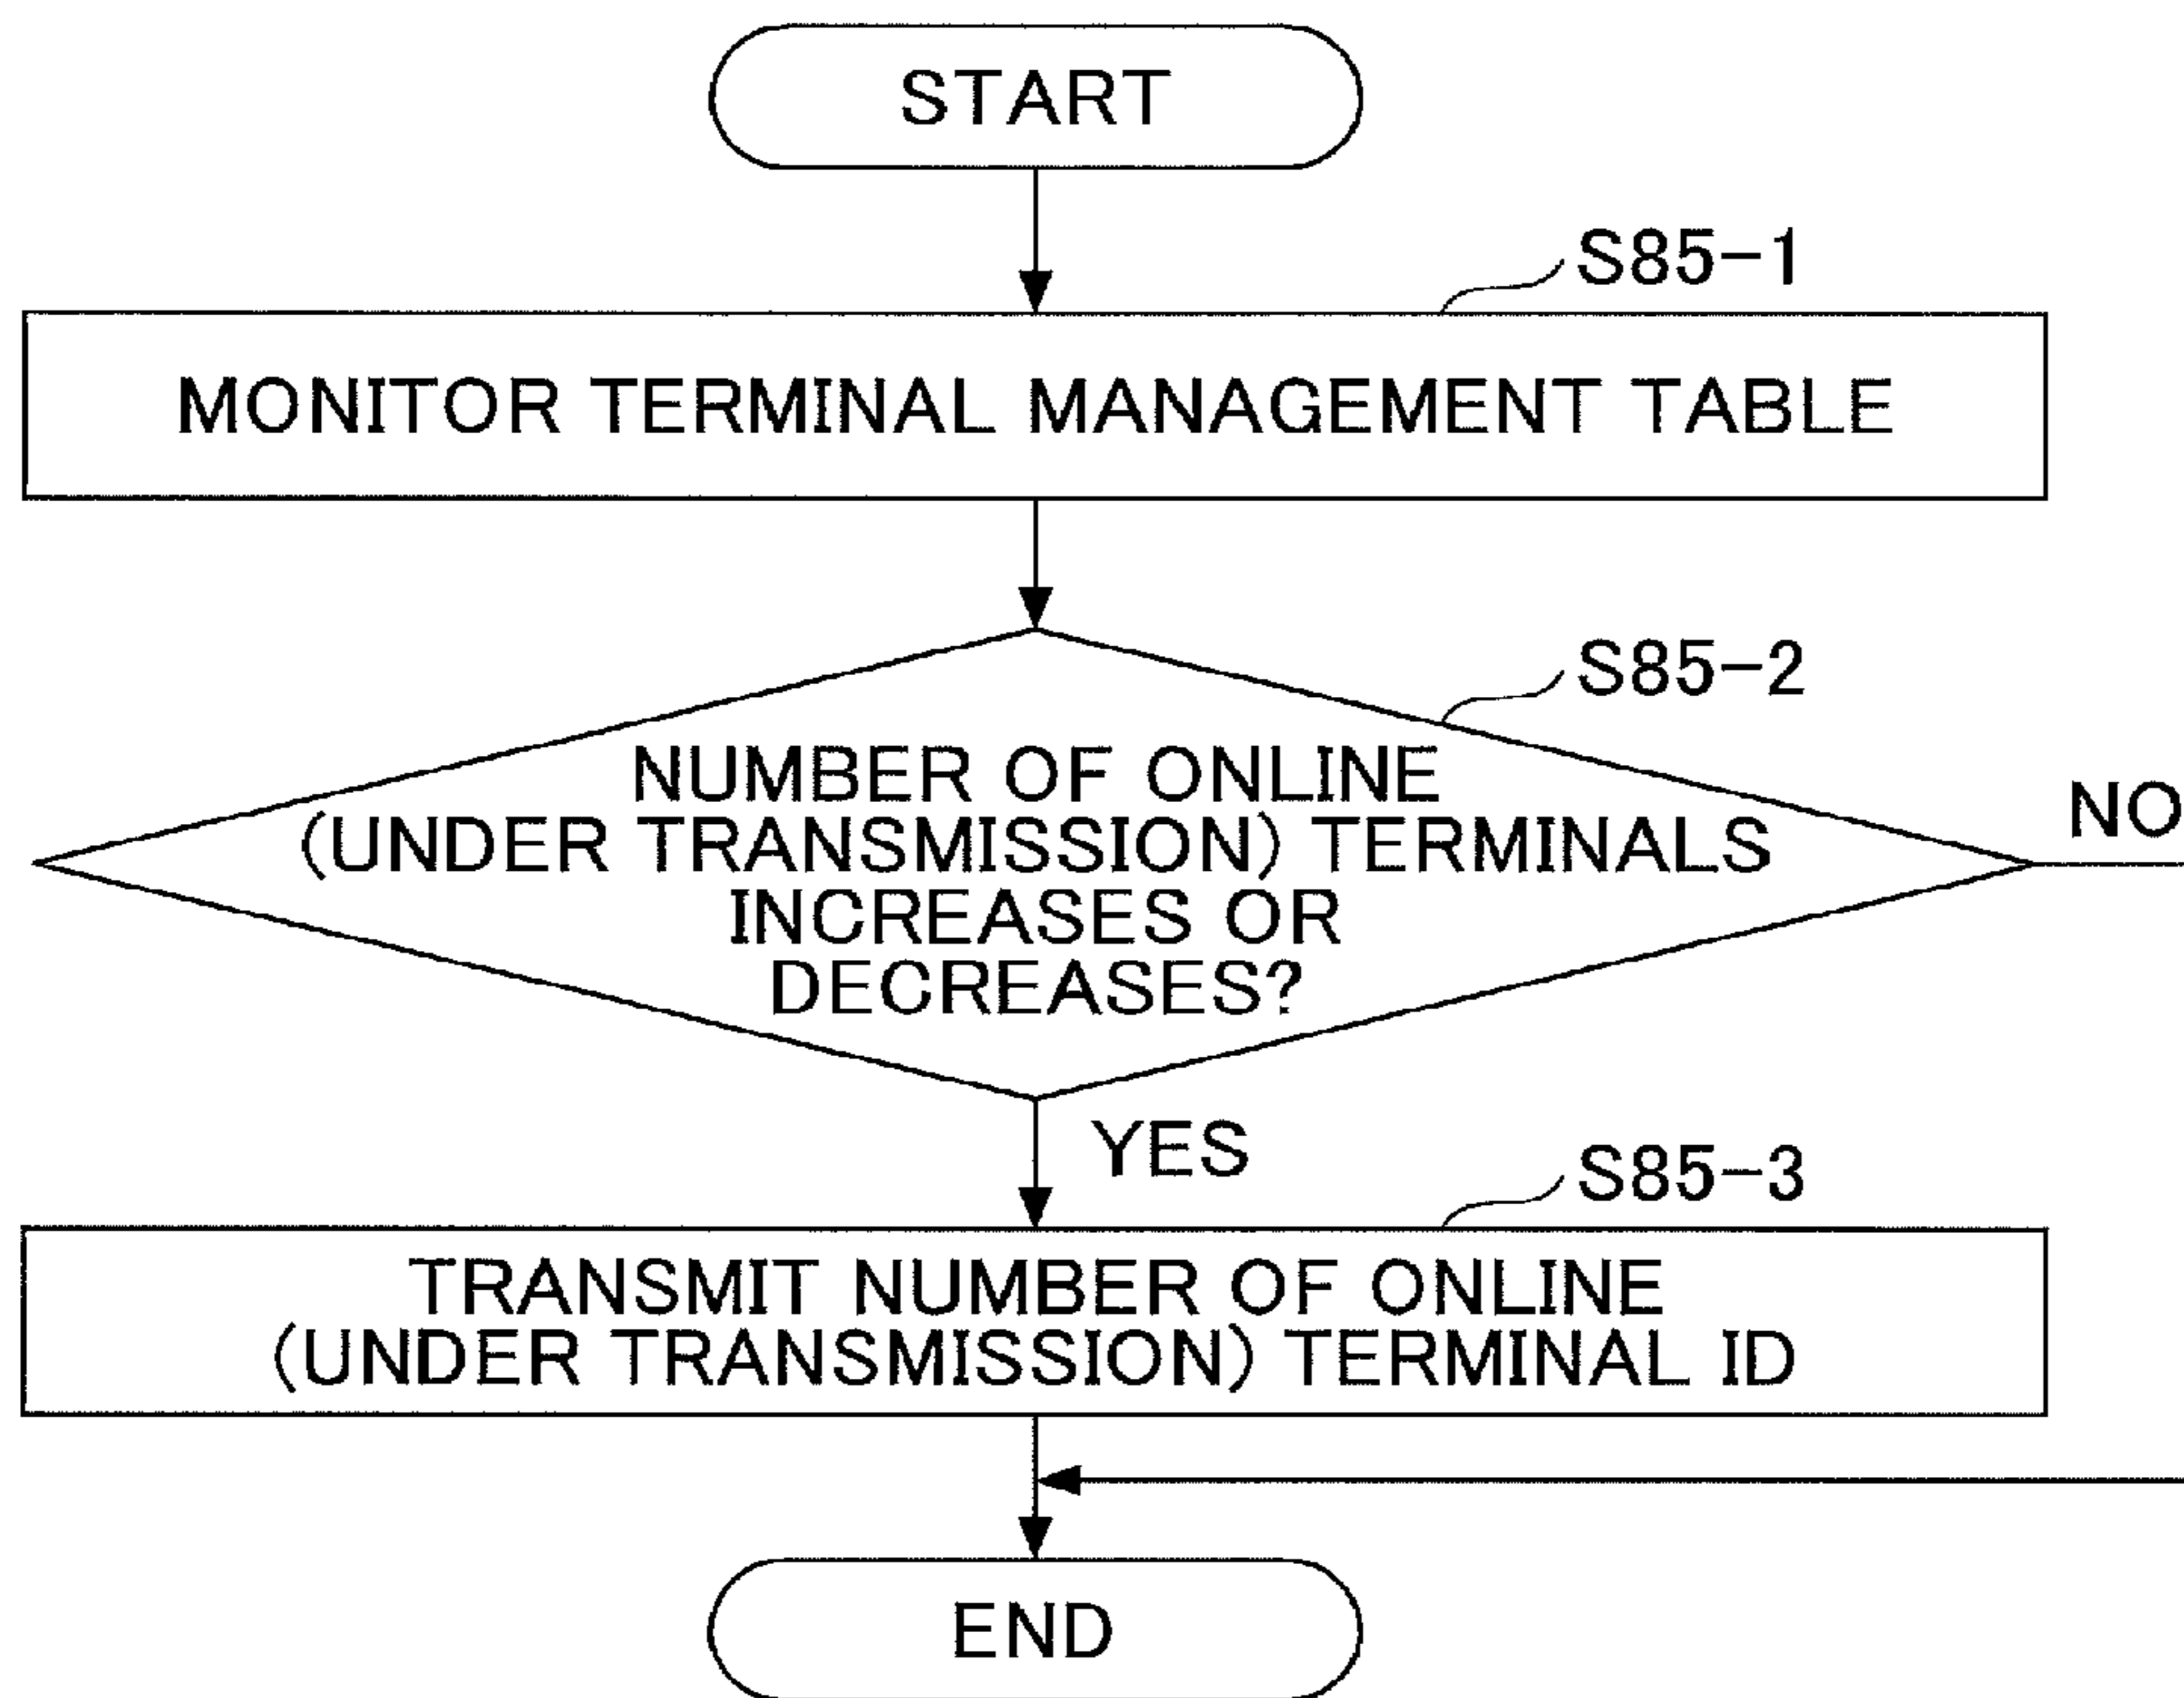 START
S85-1
MONITOR TERMINAL MANAGEMENT TABLE
S85-2
NUMBER OF ONLINE
(UNDER TRANSMISSION) TERMINALS
INCREASES OR
DECREASES?
NO
YES
S85-3
TRANSMIT NUMBER OF ONLINE
(UNDER TRANSMISSION) TERMINAL ID
END